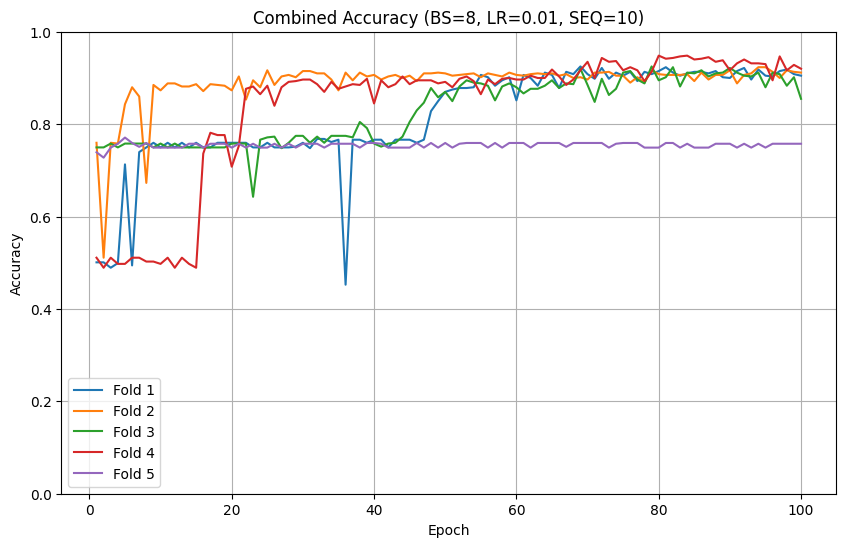 Combined Accuracy (BS=8, LR=0.01, SEQ=10)
1.0
0.8
0.6
0.4
0.2
0.0
Accuracy
Fold 1
Fold 2
Fold 3
Fold 4
Fold 5
0 20 40 60 80 100
Epoch